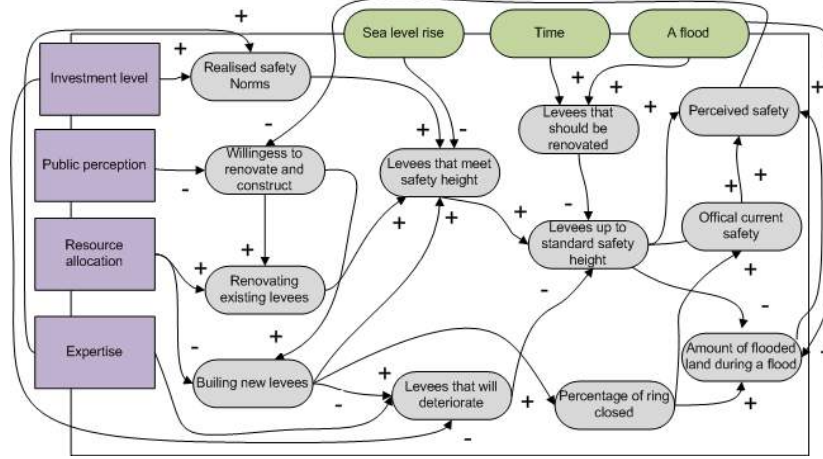 Sea level rise
Time
A flood
Investment level
Realised safety
Norms
Public perception
Willingess to
renovate and
construct
Levees that meet
safety height
Levees that
should be
renovated
Perceived safety
Resource
allocation
Renovating
existing levees
Levees up to
standard safety
height
Offical current
safety
Expertise
Builing new levees
Levees that will
deteriorate
Percentage of ring
closed
Amount of flooded
land during a flood